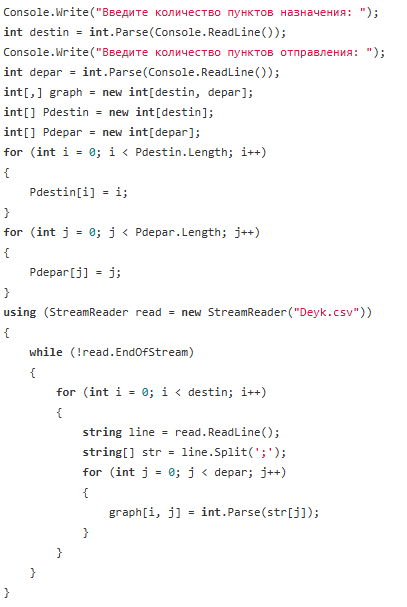 Console.Write("Введите количество пунктов назначения: ");
int destin = int.Parse(Console.ReadLine());
Console.Write("Введите количество пунктов отправления: ");
int depar = int.Parse(Console.ReadLine());
int[,] graph = new int[destin, depar];
int[] Pdestin = new int[destin];
int[] Pdepar = new int[depar];
for (int i = 0; i < Pdestin.Length; i++)
{
    Pdestin[i] = i;
}
for (int j = 0; j < Pdepar.Length; j++)
{
    Pdepar[j] = j;
}
using (StreamReader read = new StreamReader("Deyk.csv"))
{
    while (!read.EndOfStream)
    {
        for (int i = 0; i < destin; i++)
        {
            string line = read.ReadLine();
            string[] str = line.Split(';');
            for (int j = 0; j < depar; j++)
            {
                graph[i, j] = int.Parse(str[j]);
            }
        }
    }
}